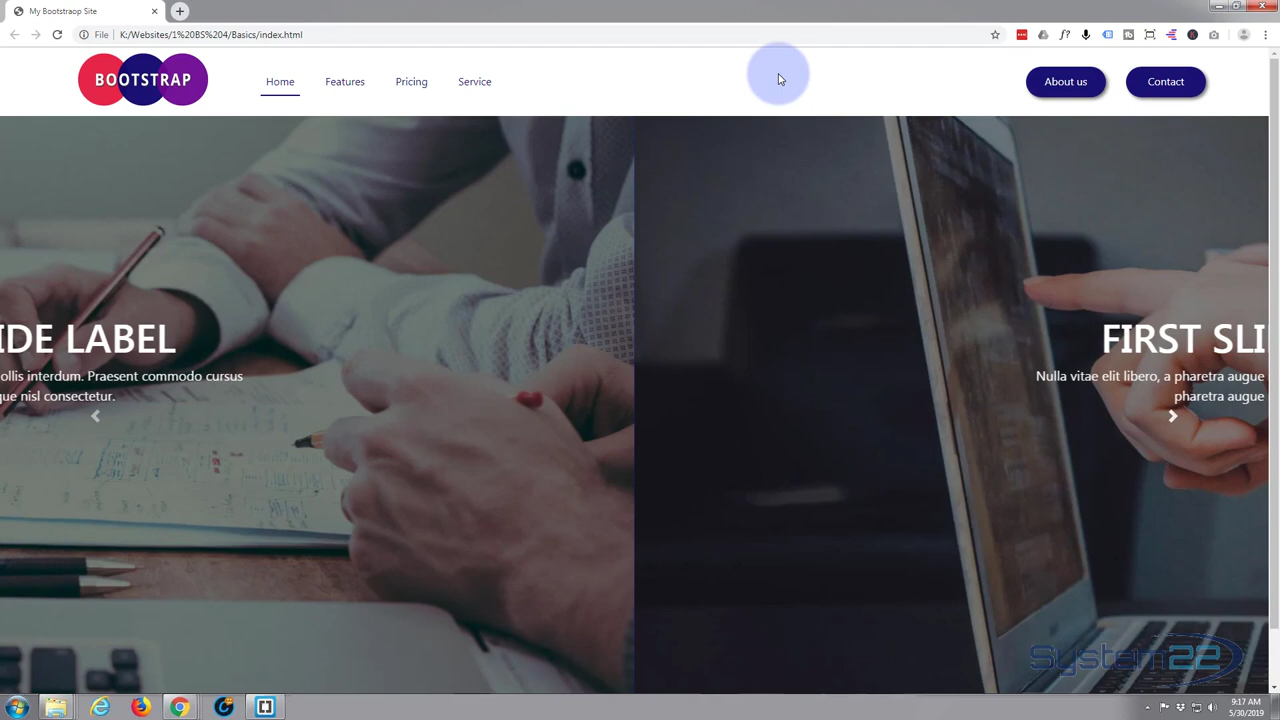 My Bootstraop Site
File
K:/Websites/1%20BS%204/Basics/index.html
BOOTSTRAP
Home
Features
Pricing
Service
About us
Contact
IDE LABEL
ollis interdum. Praesent commodo cursus
que nisl consectetur.
FIRST SLI
Nulla vitae elit libero, a pharetra augue
pharetra augue
System22
9:17 AM
5/30/2019